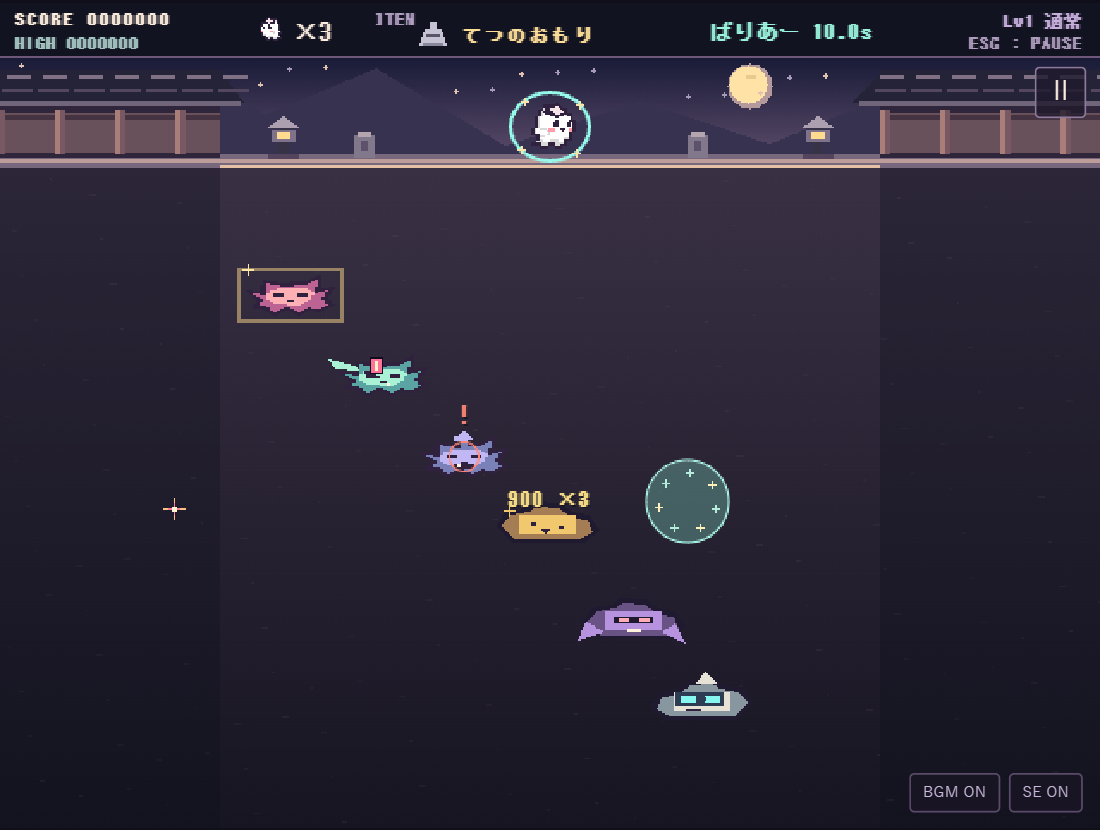 SCORE 0000000
HIGH 0000000
×3
ITEN
てつのおもり
ばりあー 10.0s
Lv1 通常
ESC : PAUSE
!
!
900 ×3
BGM ON
SE ON